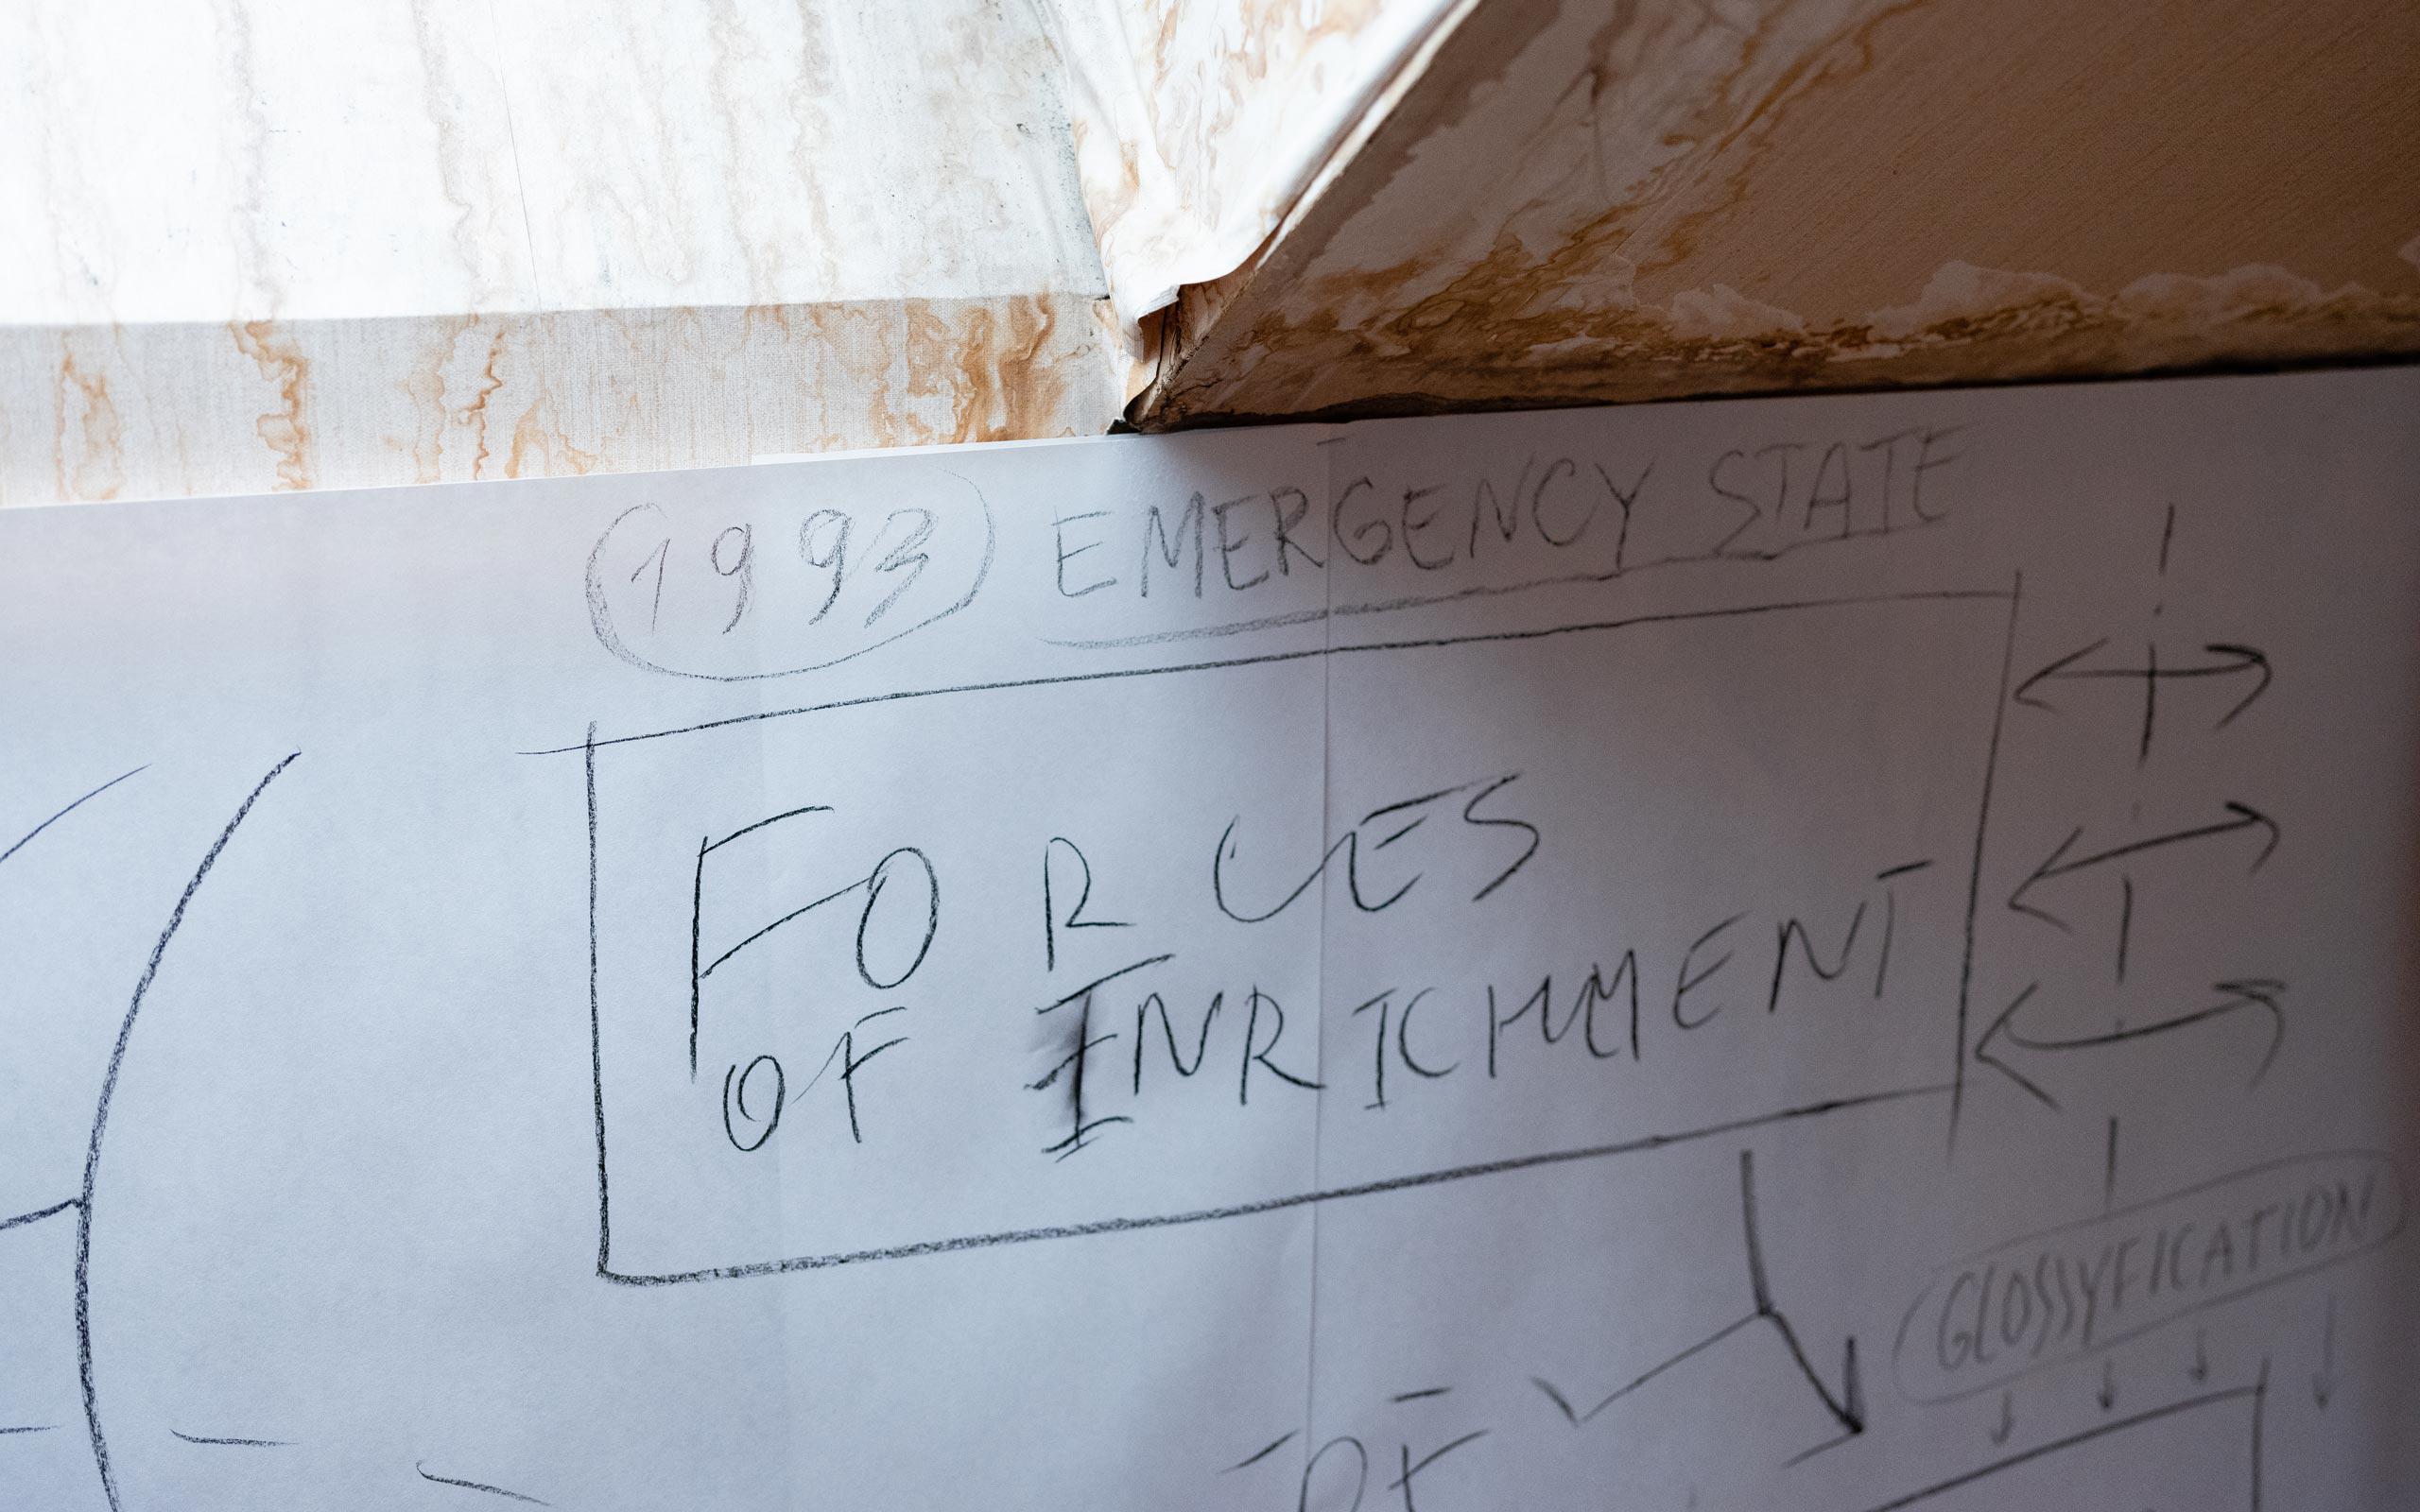 1993 EMERGENCY STATE
FORCES
OF ENRICHMENT
GLOSSYFICATION